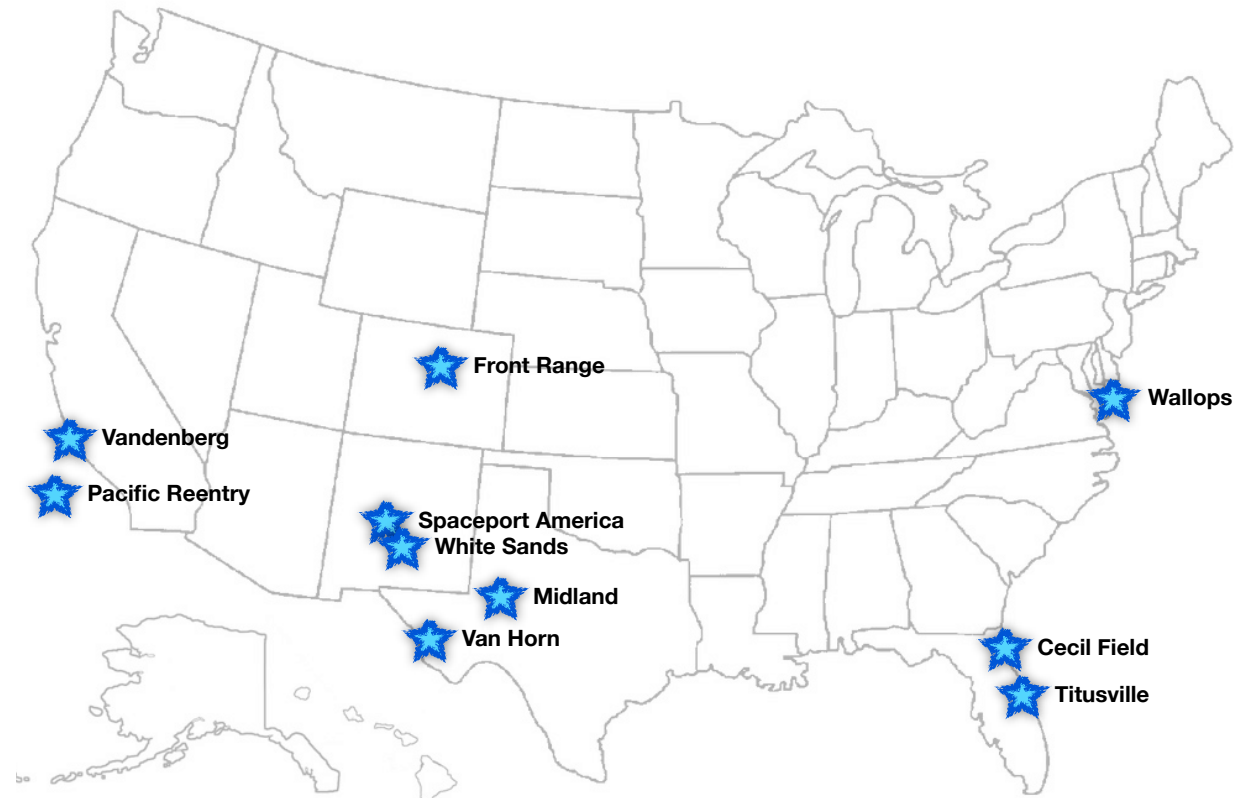 Front Range
Wallops
Vandenberg
Pacific Reentry
Spaceport America
White Sands
Midland
Van Horn
Cecil Field
Titusville